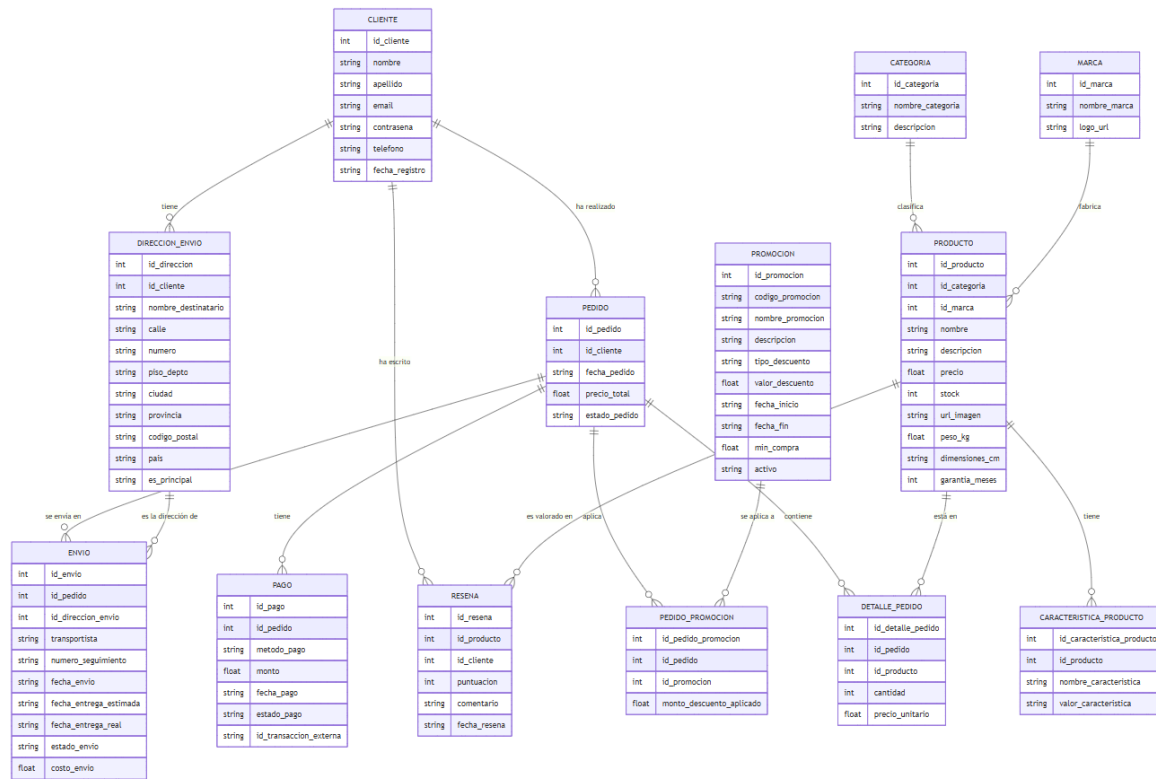 CLIENTE
int id_cliente
string nombre
string apellido
string email
string contrasena
string telefono
string fecha_registro
CATEGORIA
int id_categoria
string nombre_categoria
string descripcion
MARCA
int id_marca
string nombre_marca
string logo_url
tiene
ha realizado
clasifica
fabrica
DIRECCION_ENVIO
int id_direccion
int id_cliente
string nombre_destinatario
string calle
string numero
string piso_depto
string ciudad
string provincia
string codigo_postal
string pais
string es_principal
PEDIDO
int id_pedido
int id_cliente
string fecha_pedido
float precio_total
string estado_pedido
PROMOCION
int id_promocion
string codigo_promocion
string nombre_promocion
string descripcion
string tipo_descuento
float valor_descuento
string fecha_inicio
string fecha_fin
float min_compra
string activo
PRODUCTO
int id_producto
int id_categoria
int id_marca
string nombre
string descripcion
float precio
int stock
string url_imagen
float peso_kg
string dimensiones_cm
int garantia_meses
ha escrito
se envia en
es la dirección de
tiene
es valorado en
aplica
se aplica a
contiene
está en
tiene
ENVIO
int id_envio
int id_pedido
int id_direccion_envio
string transportista
string numero_seguimiento
string fecha_envio
string fecha_entrega_estimada
string fecha_entrega_real
string estado_envio
float costo_envio
PAGO
int id_pago
int id_pedido
string metodo_pago
float monto
string fecha_pago
string estado_pago
string id_transaccion_externa
RESENA
int id_resena
int id_producto
int id_cliente
int puntuacion
string comentario
string fecha_resena
PEDIDO_PROMOCION
int id_pedido_promocion
int id_pedido
int id_promocion
float monto_descuento_aplicado
DETALLE_PEDIDO
int id_detalle_pedido
int id_pedido
int id_producto
int cantidad
float precio_unitario
CARACTERISTICA_PRODUCTO
int id_caracteristica_producto
int id_producto
string nombre_caracteristica
string valor_caracteristica